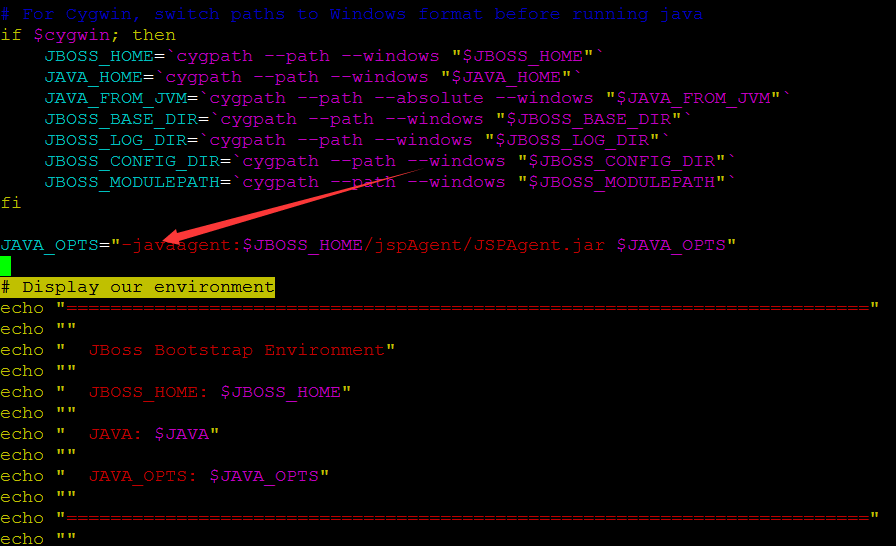 # For Cygwin, switch paths to Windows format before running java
if $cygwin; then
    JBOSS_HOME=`cygpath --path --windows "$JBOSS_HOME"`
    JAVA_HOME=`cygpath --path --windows "$JAVA_HOME"`
    JAVA_FROM_JVM=`cygpath --path --absolute --windows "$JAVA_FROM_JVM"`
    JBOSS_BASE_DIR=`cygpath --path --windows "$JBOSS_BASE_DIR"`
    JBOSS_LOG_DIR=`cygpath --path --windows "$JBOSS_LOG_DIR"`
    JBOSS_CONFIG_DIR=`cygpath --path --windows "$JBOSS_CONFIG_DIR"`
    JBOSS_MODULEPATH=`cygpath --path --windows "$JBOSS_MODULEPATH"`
fi
JAVA_OPTS="-javaagent:$JBOSS_HOME/jspAgent/JSPAgent.jar $JAVA_OPTS"
# Display our environment
echo "========================================================================="
echo ""
echo "  JBoss Bootstrap Environment"
echo ""
echo "  JBOSS_HOME: $JBOSS_HOME"
echo ""
echo "  JAVA: $JAVA"
echo ""
echo "  JAVA_OPTS: $JAVA_OPTS"
echo ""
echo "========================================================================="
echo ""